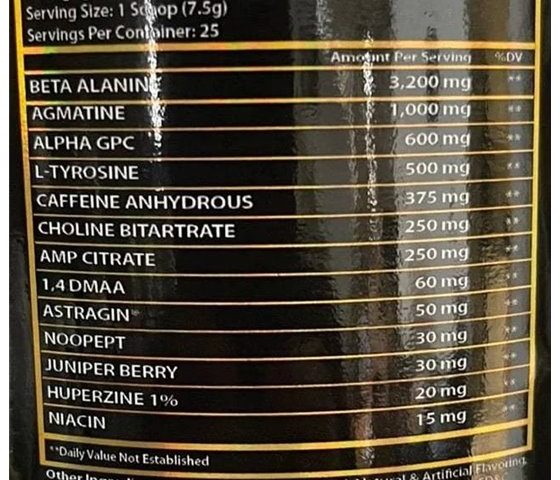 Serving Size: 1 Scoop (7.5g)
Servings Per Container: 25
Amount Per Serving %DV
BETA ALANINE 3,200 mg **
AGMATINE 1,000 mg **
ALPHA GPC 600 mg **
L-TYROSINE 500 mg **
CAFFEINE ANHYDROUS 375 mg **
CHOLINE BITARTRATE 250 mg **
AMP CITRATE 250 mg **
1,4 DMAA 60 mg **
ASTRAGIN 50 mg **
NOOPEPT 30 mg **
JUNIPER BERRY 30 mg **
HUPERZINE 1% 20 mg **
NIACIN 15 mg **
**Daily Value Not Established
Other & Artificial Flavoring,